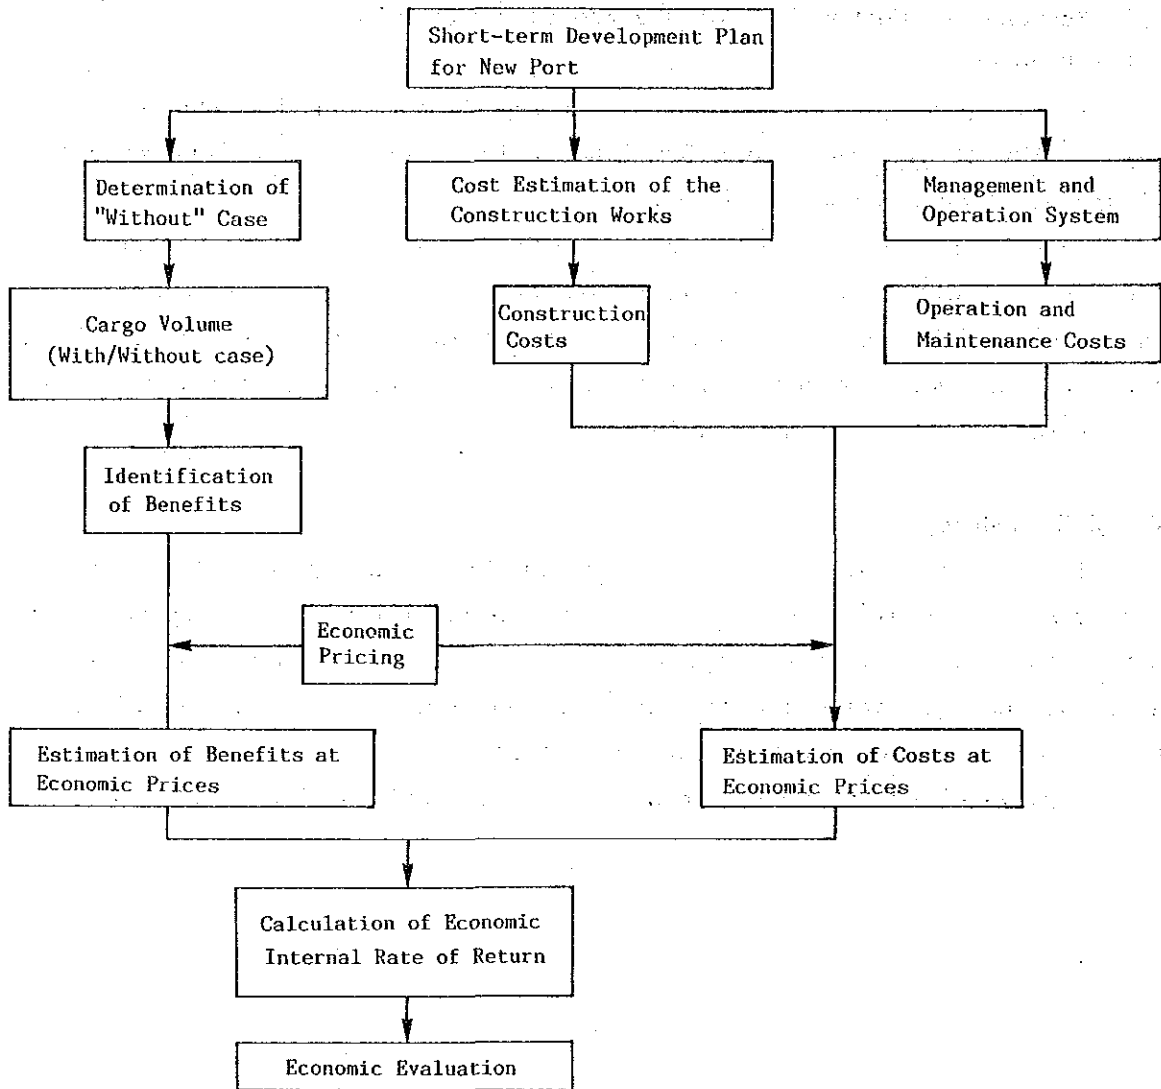 Short-term Development Plan
for New Port
Determination of
"Without" Case
Cost Estimation of the
Construction Works
Management and
Operation System
Cargo Volume
(With/Without case)
Construction
Costs
Operation and
Maintenance Costs
Identification
of Benefits
Economic
Pricing
Estimation of Benefits at
Economic Prices
Estimation of Costs at
Economic Prices
Calculation of Economic
Internal Rate of Return
Economic Evaluation